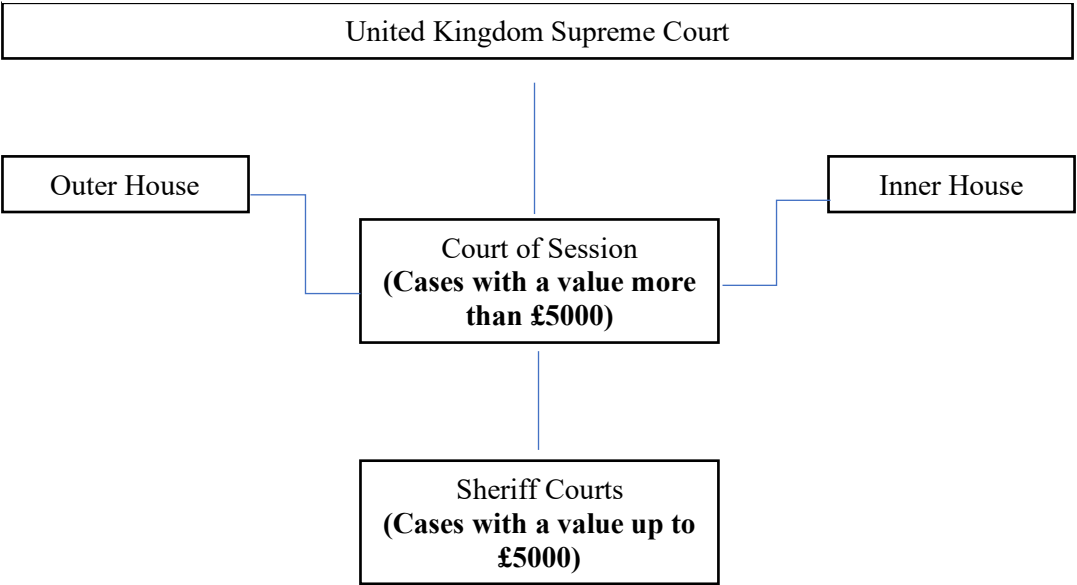 United Kingdom Supreme Court
Outer House
Inner House
Court of Session
(Cases with a value more
than £5000)
Sheriff Courts
(Cases with a value up to
£5000)